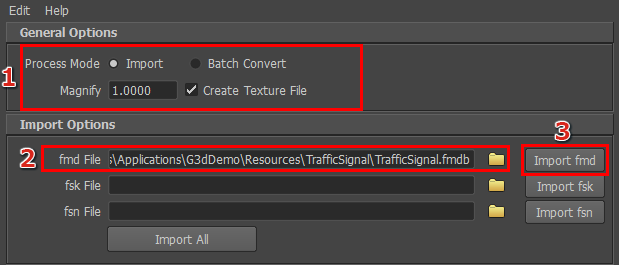 Edit Help
General Options
1
Process Mode Import Batch Convert
Magnify 1.0000 Create Texture File
3
Import Options
2 fmd File s\Applications\G3dDemo\Resources\TrafficSignal\TrafficSignal.fmdb Import fmd
fsk File Import fsk
fsn File Import fsn
Import All